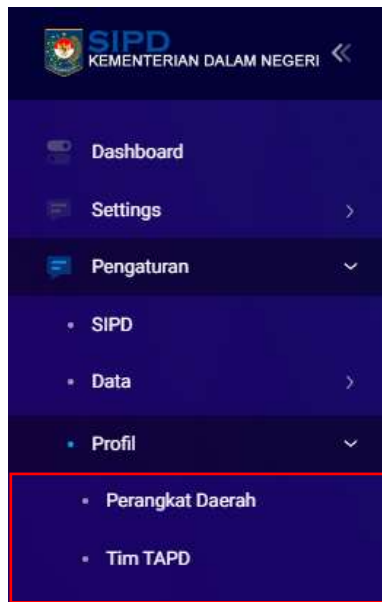 SIPD
KEMENTERIAN DALAM NEGERI
Dashboard
Settings
Pengaturan
SIPD
Data
Profil
Perangkat Daerah
Tim TAPD